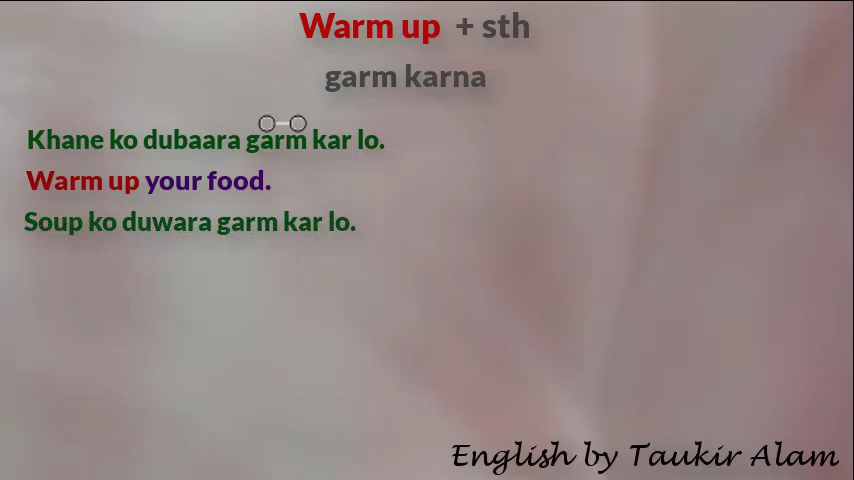 Warm up + sth
garm karna
Khane ko dubaara garm kar lo.
Warm up your food.
Soup ko duwara garm kar lo.
English by Taukir Alam